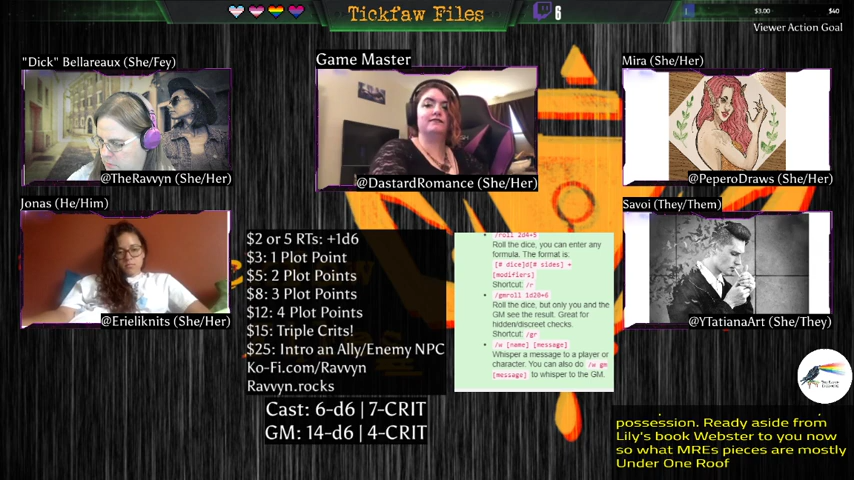 Tickfaw Files
6
$3.00
$40
Viewer Action Goal
"Dick" Bellareaux (She/Fey)
@TheRavvyn (She/Her)
Game Master
@DastardRomance (She/Her)
Mira (She/Her)
@PeperoDraws (She/Her)
Jonas (He/Him)
@Erieliknits (She/Her)
Savoi (They/Them)
@YTatianaArt (She/They)
$2 or 5 RTs: +1d6
$3: 1 Plot Point
$5: 2 Plot Points
$8: 3 Plot Points
$12: 4 Plot Points
$15: Triple Crits!
$25: Intro an Ally/Enemy NPC
Ko-Fi.com/Ravvyn
Ravvyn.rocks
Cast: 6-d6 | 7-CRIT
GM: 14-d6 | 4-CRIT
/roll 2d4+5
Roll the dice, you can enter any
formula. The format is:
[# dice]d[# sides] +
[modifiers]
Shortcut: /r
/gmroll 1d20+6
Roll the dice, but only you and the
GM see the result. Great for
hidden/discreet checks.
Shortcut: /gr
/w [name] [message]
Whisper a message to a player or
character. You can also do /w gm
[message] to whisper to the GM.
possession. Ready aside from
Lily's book Webster to you now
so what MREs pieces are mostly
Under One Roof